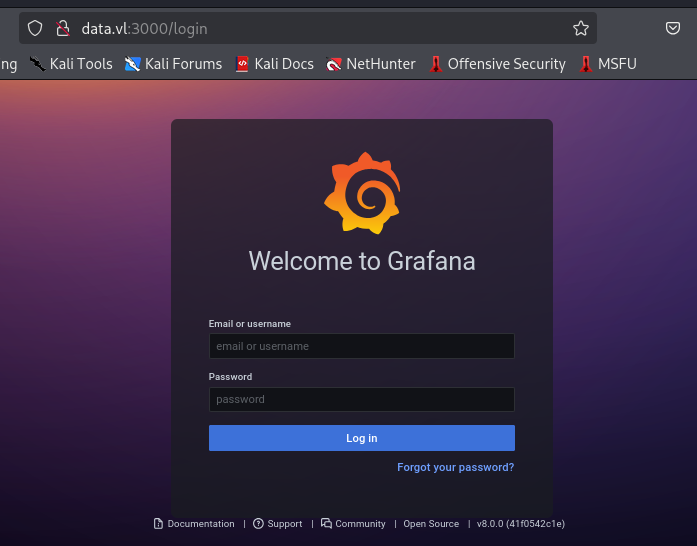 data.vl:3000/login
ng Kali Tools Kali Forums Kali Docs NetHunter Offensive Security MSFU
Welcome to Grafana
Email or username
email or username
Password
password
Log in
Forgot your password?
Documentation | Support | Community | Open Source | v8.0.0 (41f0542c1e)